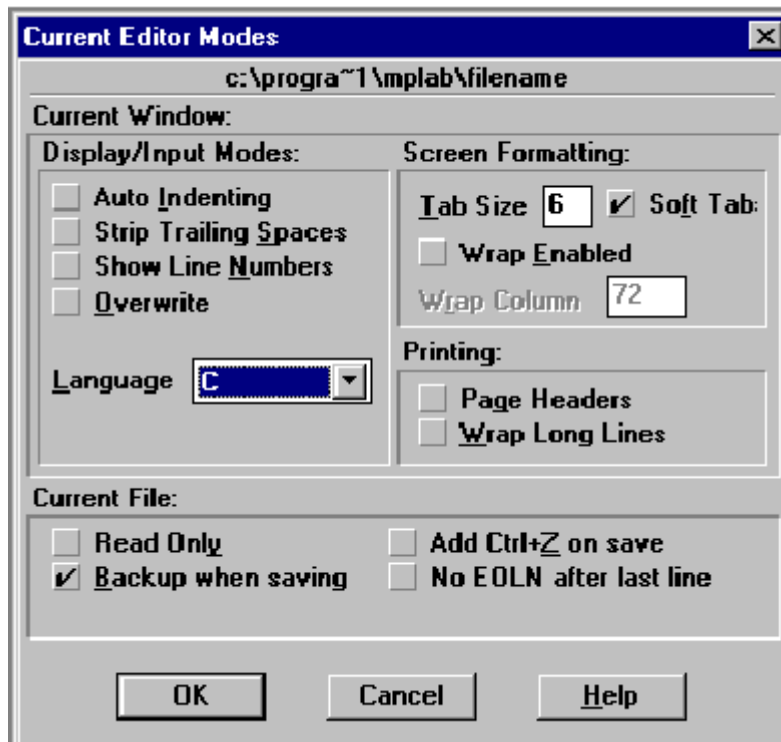 Current Editor Modes
c:\progra~1\mplab\filename
Current Window:
Display/Input Modes:
Auto Indenting
Strip Trailing Spaces
Show Line Numbers
Overwrite
Language C
Screen Formatting:
Tab Size 6 Soft Tab
Wrap Enabled
Wrap Column 72
Printing:
Page Headers
Wrap Long Lines
Current File:
Read Only
Backup when saving
Add Ctrl+Z on save
No EOLN after last line
OK
Cancel
Help